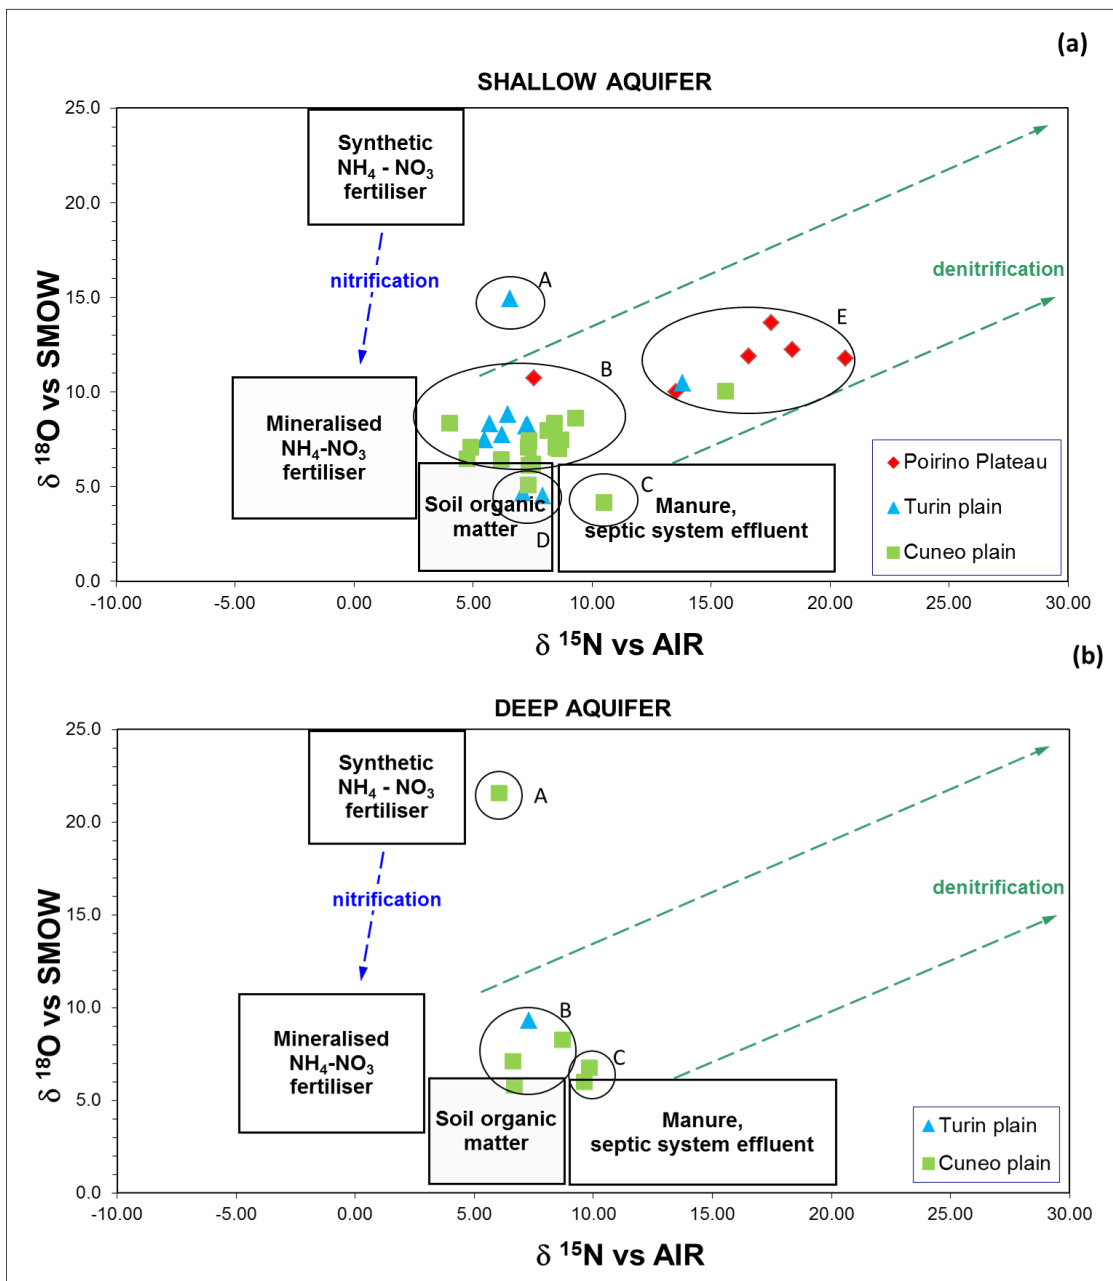 (a)
SHALLOW AQUIFER
25.0
20.0
15.0
10.0
5.0
0.0
-10.00
-5.00
0.00
5.00
10.00
15.00
20.00
25.00
30.00
δ ¹⁸O vs SMOW
δ ¹⁵N vs AIR
Synthetic
NH₄ - NO₃
fertiliser
nitrification
Mineralised
NH₄-NO₃
fertiliser
Soil organic
matter
Manure,
septic system effluent
denitrification
A
B
C
D
E
Poirino Plateau
Turin plain
Cuneo plain
(b)
DEEP AQUIFER
25.0
20.0
15.0
10.0
5.0
0.0
-10.00
-5.00
0.00
5.00
10.00
15.00
20.00
25.00
30.00
δ ¹⁸O vs SMOW
δ ¹⁵N vs AIR
Synthetic
NH₄ - NO₃
fertiliser
nitrification
Mineralised
NH₄-NO₃
fertiliser
Soil organic
matter
Manure,
septic system effluent
denitrification
A
B
C
Turin plain
Cuneo plain